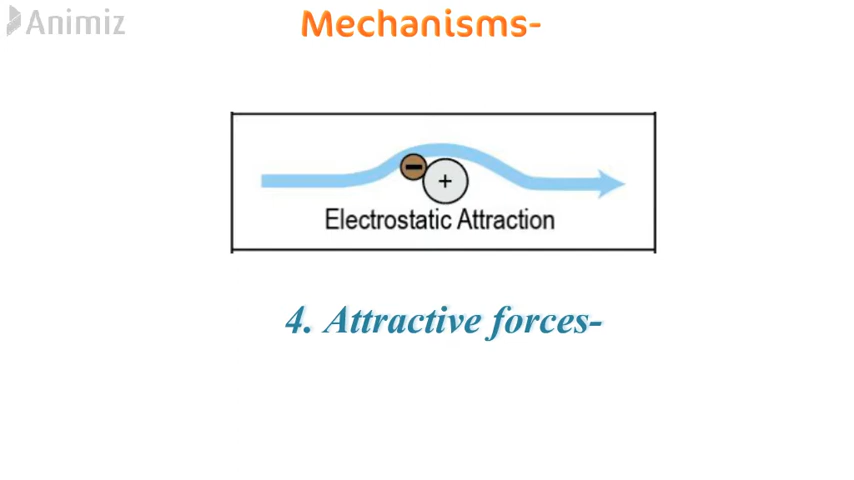 Animiz
Mechanisms-
− +
Electrostatic Attraction
4. Attractive forces-